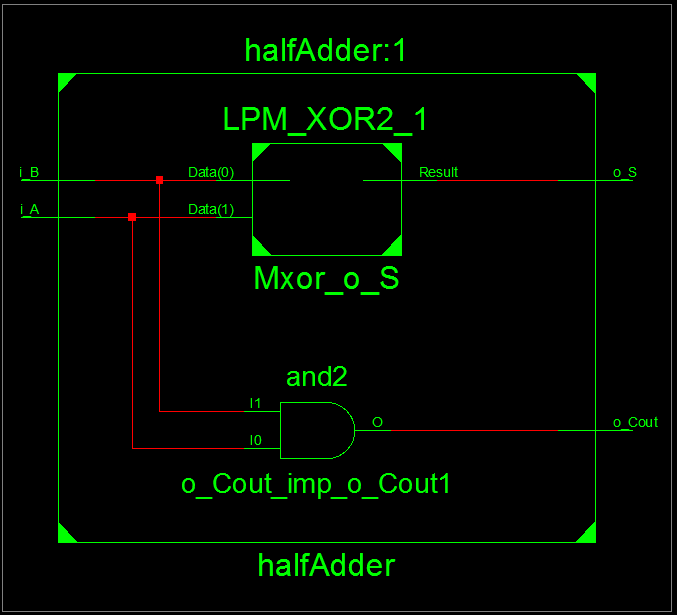 halfAdder:1
LPM_XOR2_1
i_B
Data(0)
Result
o_S
i_A
Data(1)
Mxor_o_S
and2
I1
O
o_Cout
I0
o_Cout_imp_o_Cout1
halfAdder